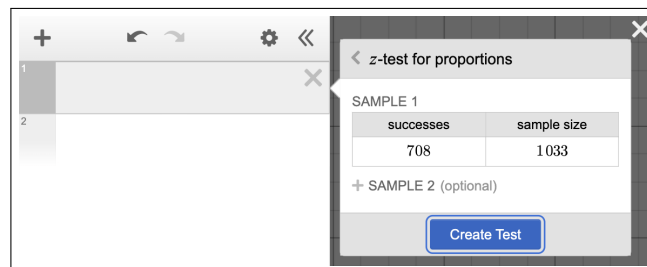 1
2
z-test for proportions
SAMPLE 1
successes sample size
708 1033
+ SAMPLE 2 (optional)
Create Test